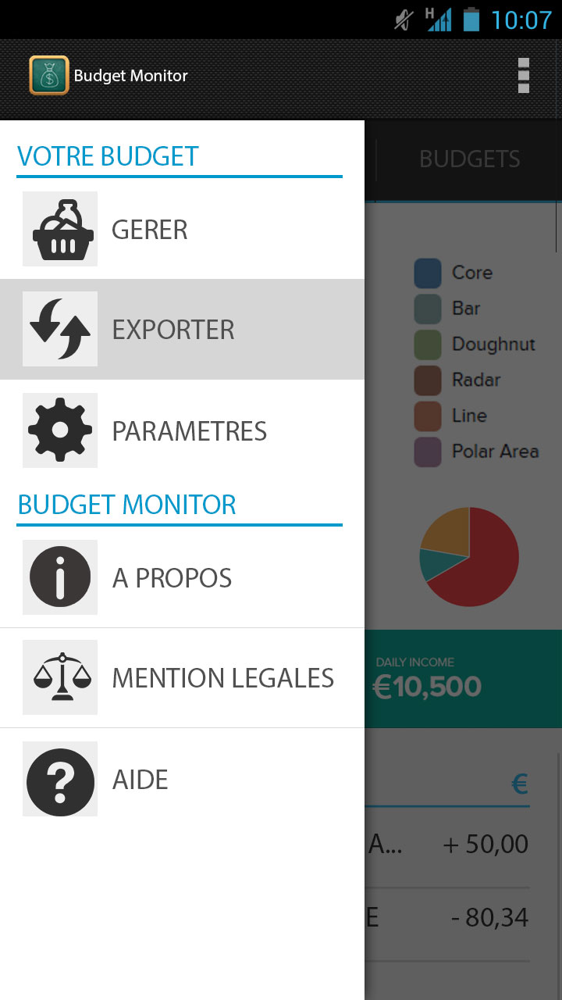 H
10:07
Budget Monitor
VOTRE BUDGET
GERER
EXPORTER
PARAMETRES
BUDGET MONITOR
A PROPOS
MENTION LEGALES
AIDE
BUDGETS
Core
Bar
Doughnut
Radar
Line
Polar Area
DAILY INCOME
€10,500
€
A... + 50,00
E - 80,34